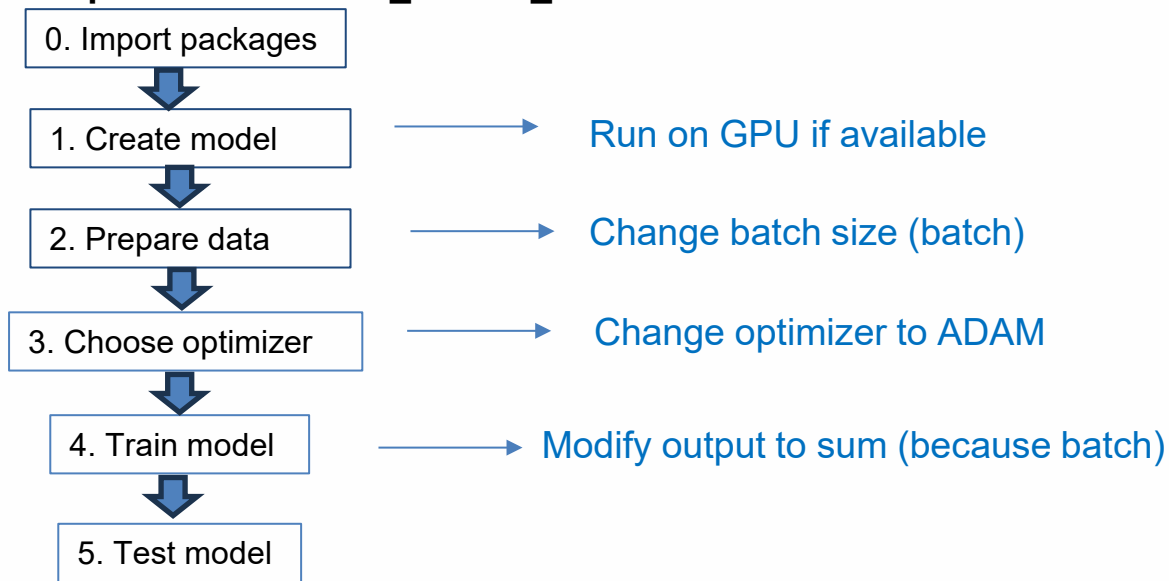 0. Import packages
1. Create model
Run on GPU if available
2. Prepare data
Change batch size (batch)
3. Choose optimizer
Change optimizer to ADAM
4. Train model
Modify output to sum (because batch)
5. Test model